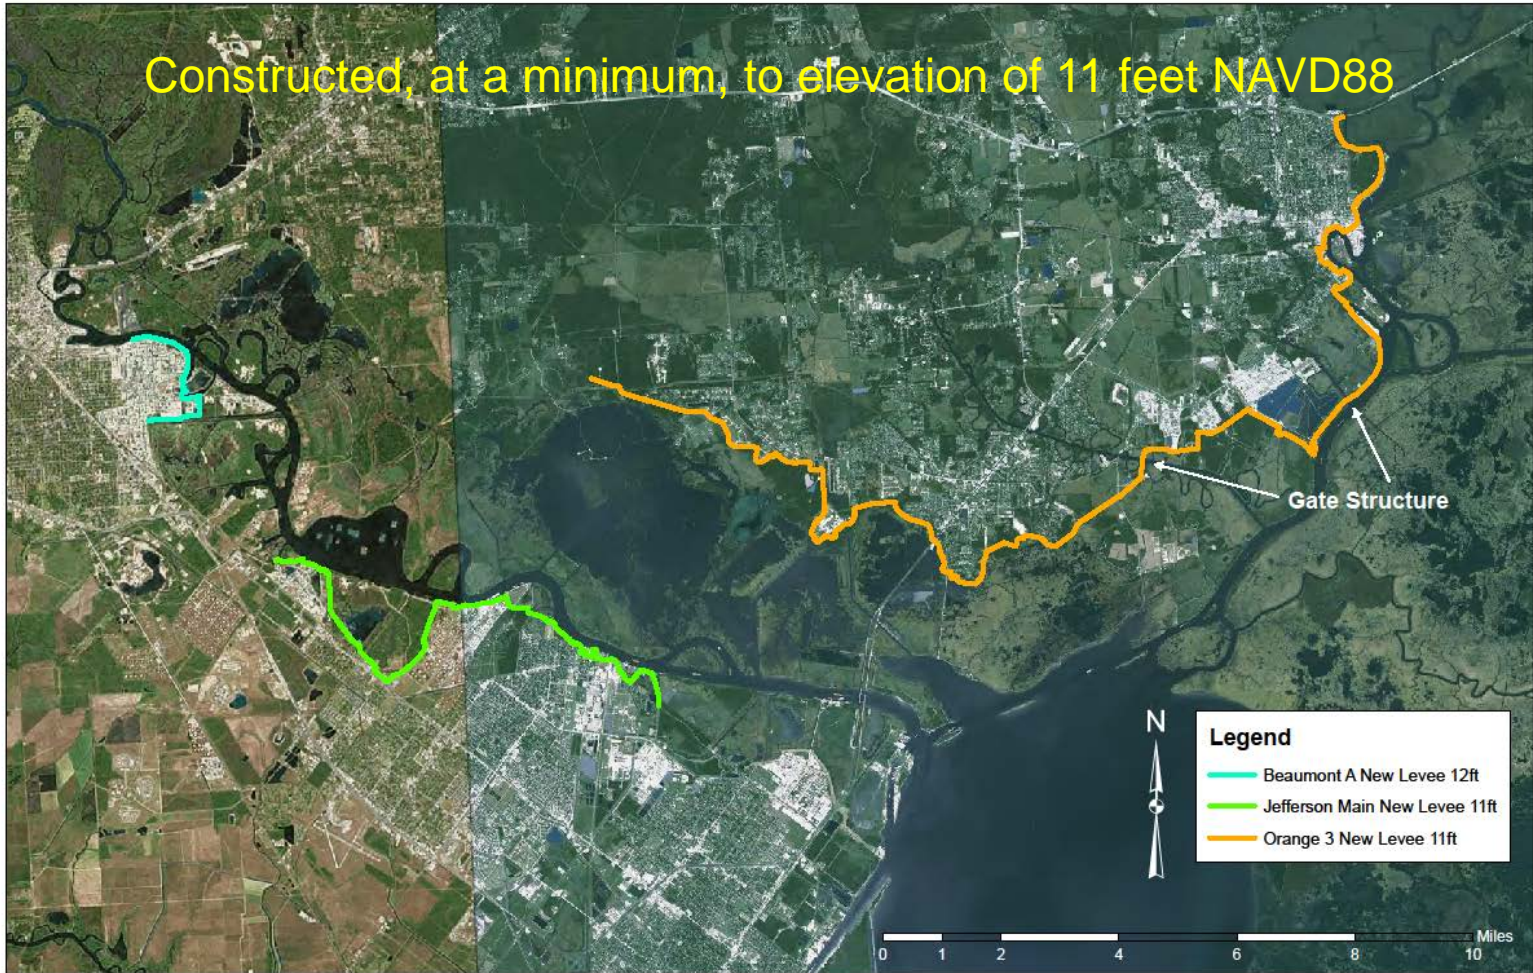 Constructed, at a minimum, to elevation of 11 feet NAVD88
Gate Structure
N
Legend
Beaumont A New Levee 12ft
Jefferson Main New Levee 11ft
Orange 3 New Levee 11ft
Miles
0 1 2 4 6 8 10